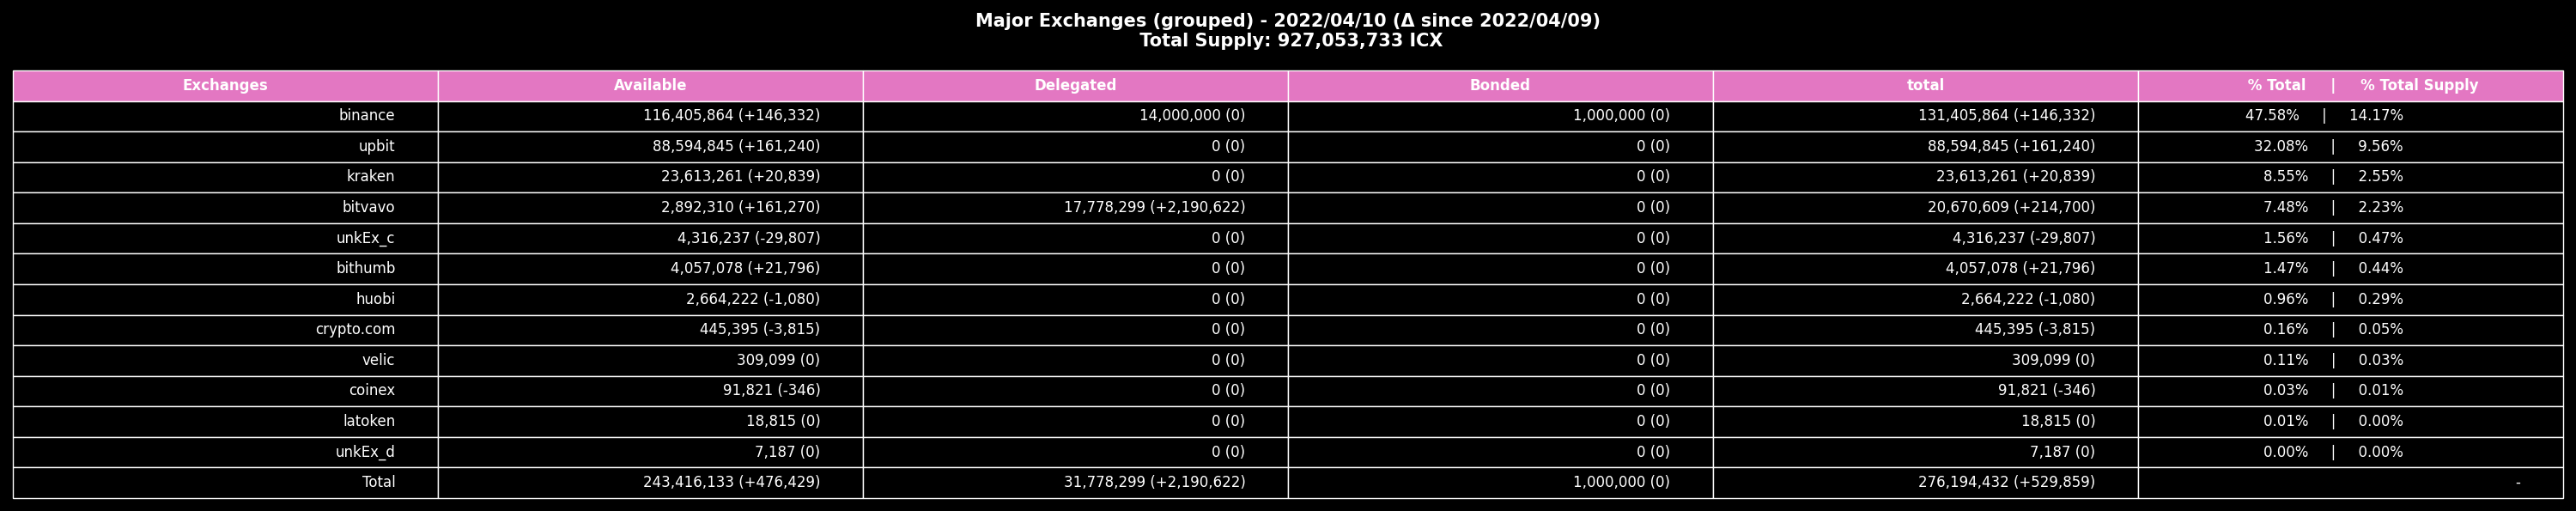 Major Exchanges (grouped) - 2022/04/10 (Δ since 2022/04/09)
Total Supply: 927,053,733 ICX
Exchanges Available Delegated Bonded total % Total | % Total Supply
binance 116,405,864 (+146,332) 14,000,000 (0) 1,000,000 (0) 131,405,864 (+146,332) 47.58% | 14.17%
upbit 88,594,845 (+161,240) 0 (0) 0 (0) 88,594,845 (+161,240) 32.08% | 9.56%
kraken 23,613,261 (+20,839) 0 (0) 0 (0) 23,613,261 (+20,839) 8.55% | 2.55%
bitvavo 2,892,310 (+161,270) 17,778,299 (+2,190,622) 0 (0) 20,670,609 (+214,700) 7.48% | 2.23%
unkEx_c 4,316,237 (-29,807) 0 (0) 0 (0) 4,316,237 (-29,807) 1.56% | 0.47%
bithumb 4,057,078 (+21,796) 0 (0) 0 (0) 4,057,078 (+21,796) 1.47% | 0.44%
huobi 2,664,222 (-1,080) 0 (0) 0 (0) 2,664,222 (-1,080) 0.96% | 0.29%
crypto.com 445,395 (-3,815) 0 (0) 0 (0) 445,395 (-3,815) 0.16% | 0.05%
velic 309,099 (0) 0 (0) 0 (0) 309,099 (0) 0.11% | 0.03%
coinex 91,821 (-346) 0 (0) 0 (0) 91,821 (-346) 0.03% | 0.01%
latoken 18,815 (0) 0 (0) 0 (0) 18,815 (0) 0.01% | 0.00%
unkEx_d 7,187 (0) 0 (0) 0 (0) 7,187 (0) 0.00% | 0.00%
Total 243,416,133 (+476,429) 31,778,299 (+2,190,622) 1,000,000 (0) 276,194,432 (+529,859) -